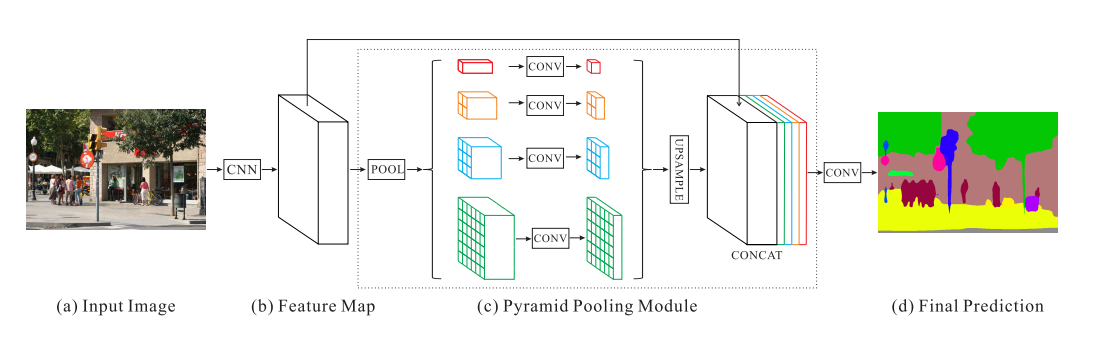 CNN
POOL
CONV
CONV
CONV
CONV
UPSAMPLE
CONCAT
CONV
(a) Input Image
(b) Feature Map
(c) Pyramid Pooling Module
(d) Final Prediction